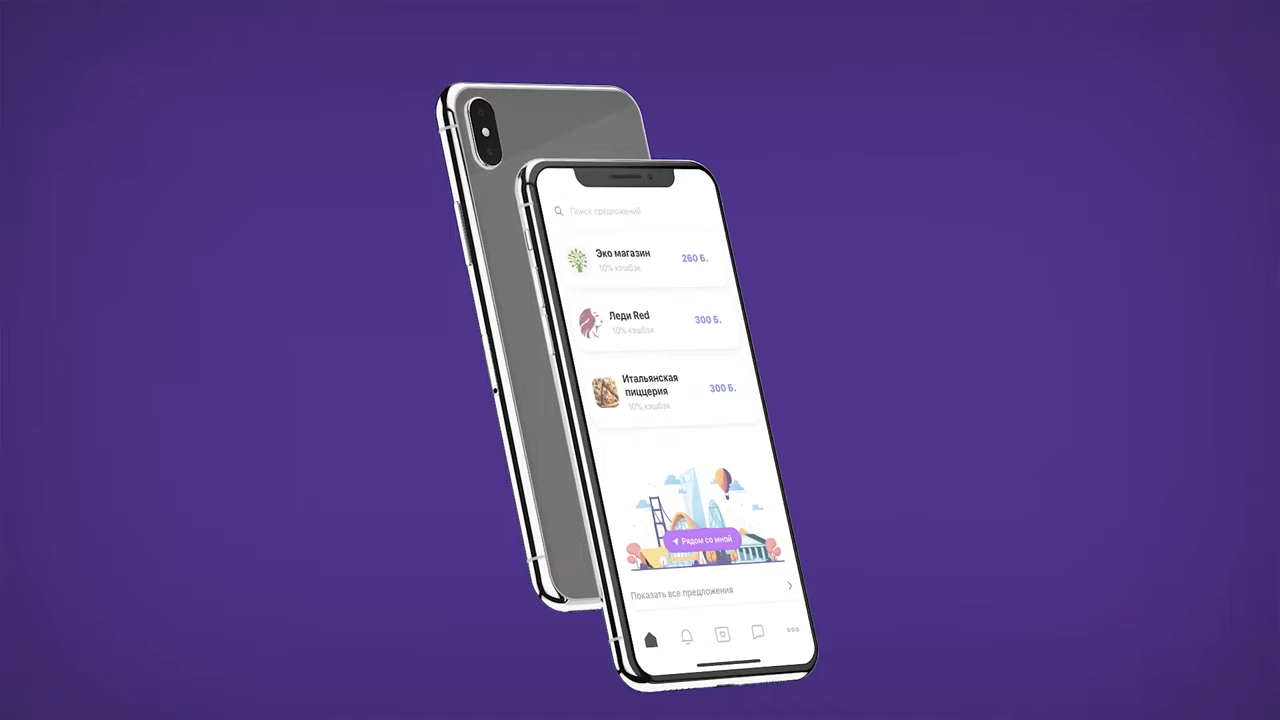 Поиск предложений
Эко магазин
260 Б.
10% кэшбэк
Леди Red
300 Б.
10% кэшбэк
Итальянская
пиццерия
300 Б.
10% кэшбэк
Рядом со мной
Показать все предложения